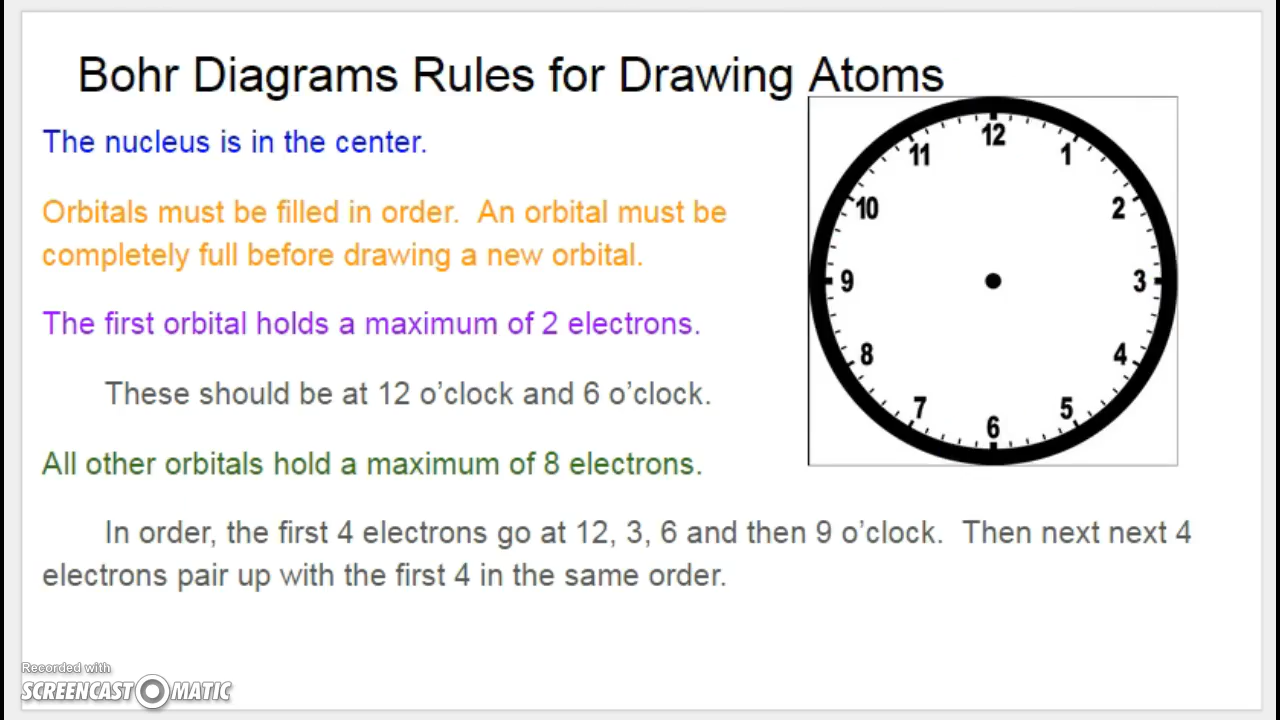 Bohr Diagrams Rules for Drawing Atoms
The nucleus is in the center.
Orbitals must be filled in order.  An orbital must be
completely full before drawing a new orbital.
The first orbital holds a maximum of 2 electrons.
These should be at 12 o’clock and 6 o’clock.
All other orbitals hold a maximum of 8 electrons.
In order, the first 4 electrons go at 12, 3, 6 and then 9 o’clock.  Then next next 4
electrons pair up with the first 4 in the same order.
12
1
2
3
4
5
6
7
8
9
10
11
Recorded with
SCREENCAST MATIC